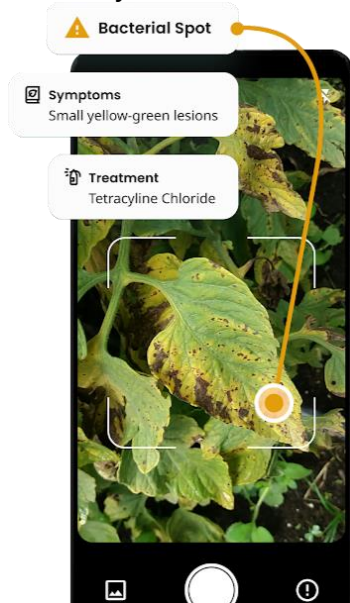 Bacterial Spot
Symptoms
Small yellow-green lesions
Treatment
Tetracyline Chloride